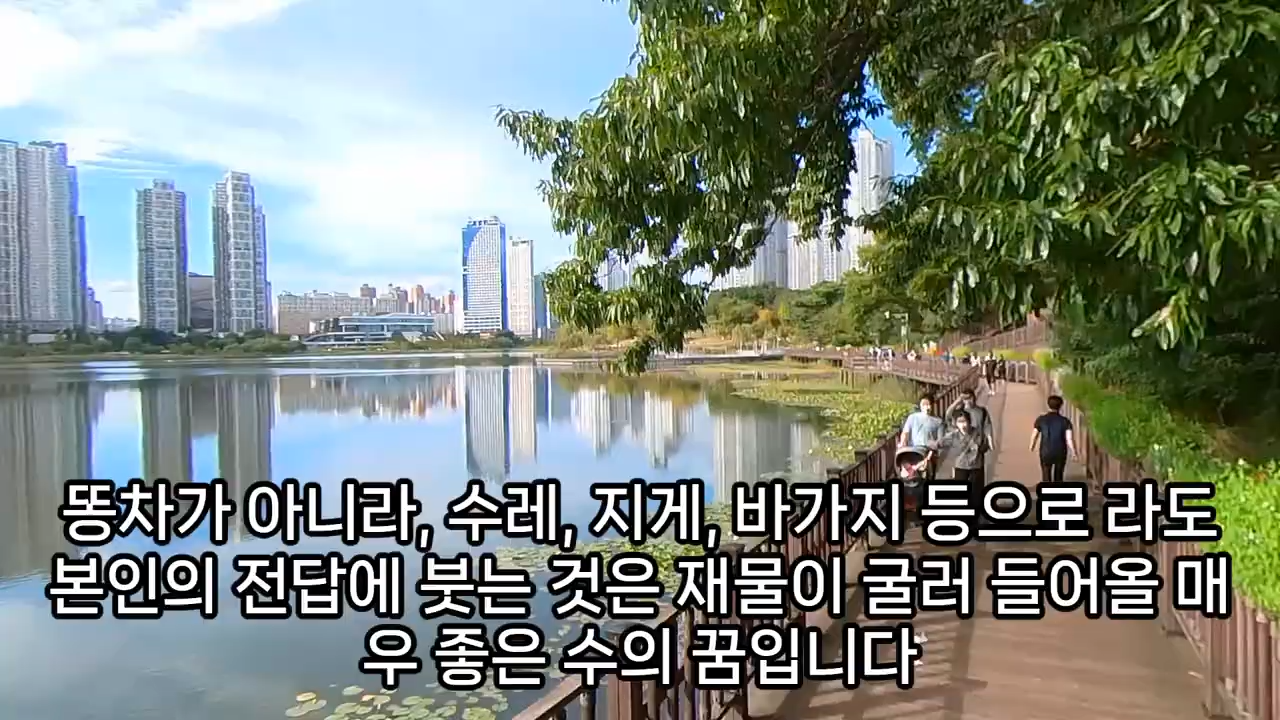 똥차가 아니라, 수레, 지게, 바가지 등으로 라도
본인의 전답에 붓는 것은 재물이 굴러 들어올 매
우 좋은 수의 꿈입니다